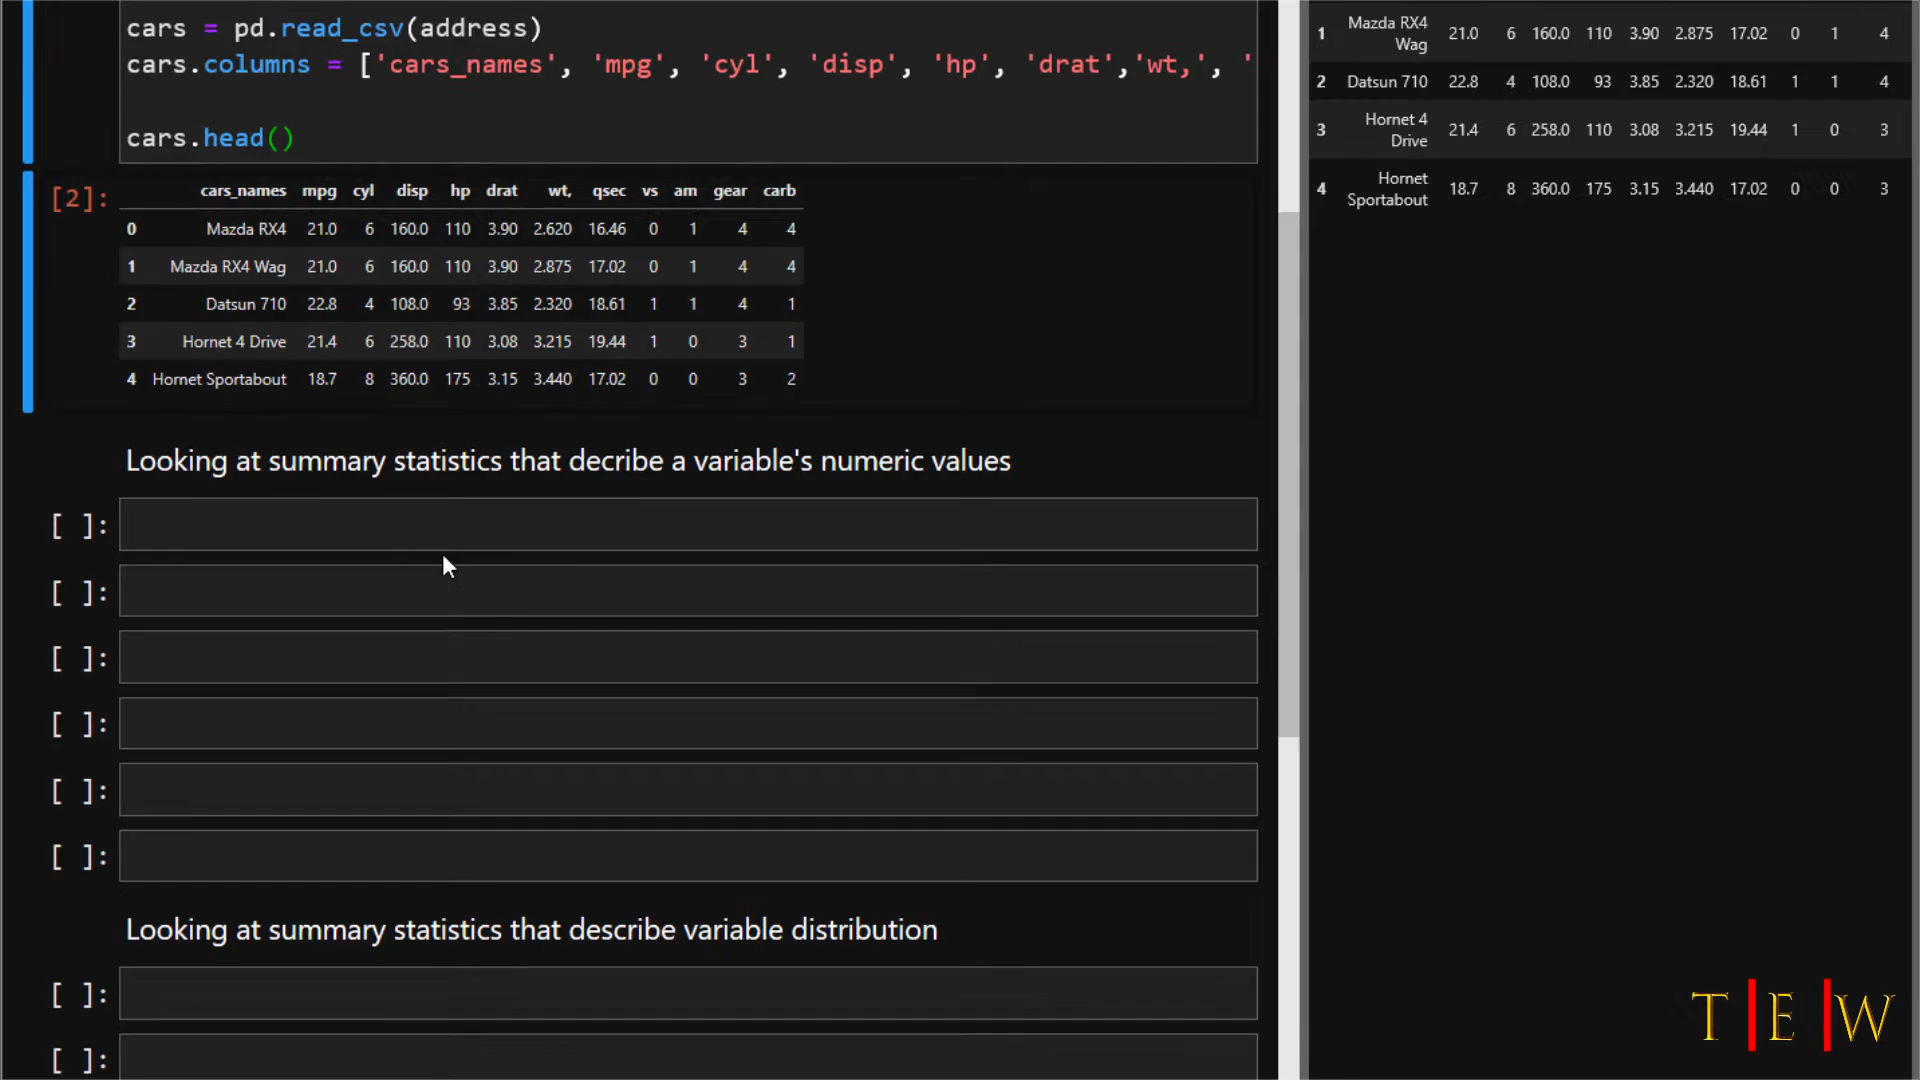 cars = pd.read_csv(address)
cars.columns = ['cars_names', 'mpg', 'cyl', 'disp', 'hp', 'drat','wt,', '
cars.head()
[2]:
cars_names mpg cyl disp hp drat wt, qsec vs am gear carb
0 Mazda RX4 21.0 6 160.0 110 3.90 2.620 16.46 0 1 4 4
1 Mazda RX4 Wag 21.0 6 160.0 110 3.90 2.875 17.02 0 1 4 4
2 Datsun 710 22.8 4 108.0 93 3.85 2.320 18.61 1 1 4 1
3 Hornet 4 Drive 21.4 6 258.0 110 3.08 3.215 19.44 1 0 3 1
4 Hornet Sportabout 18.7 8 360.0 175 3.15 3.440 17.02 0 0 3 2
Looking at summary statistics that decribe a variable's numeric values
[ ]:
[ ]:
[ ]:
[ ]:
[ ]:
[ ]:
Looking at summary statistics that describe variable distribution
[ ]:
[ ]:
1 Mazda RX4 Wag 21.0 6 160.0 110 3.90 2.875 17.02 0 1 4
2 Datsun 710 22.8 4 108.0 93 3.85 2.320 18.61 1 1 4
3 Hornet 4 Drive 21.4 6 258.0 110 3.08 3.215 19.44 1 0 3
4 Hornet Sportabout 18.7 8 360.0 175 3.15 3.440 17.02 0 0 3
T|E|W